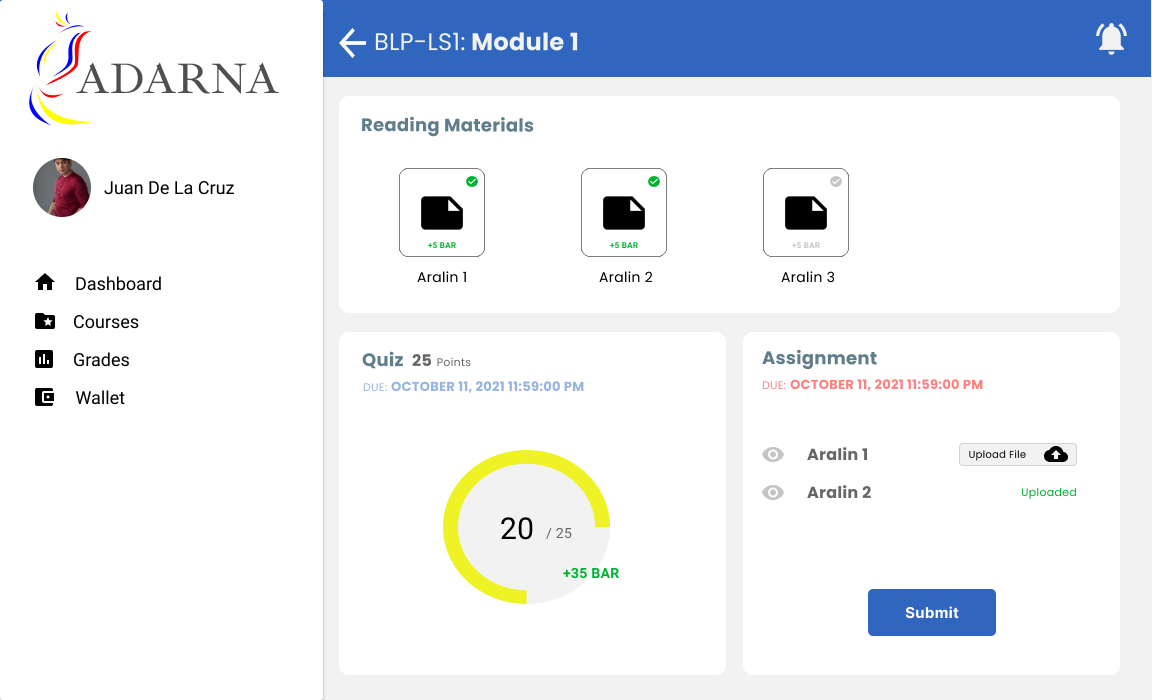 ADARNA
Juan De La Cruz
Dashboard
Courses
Grades
Wallet
BLP-LS1: Module 1
Reading Materials
+5 BAR
+5 BAR
+5 BAR
Aralin 1
Aralin 2
Aralin 3
Quiz 25 Points
DUE: OCTOBER 11, 2021 11:59:00 PM
20 / 25
+35 BAR
Assignment
DUE: OCTOBER 11, 2021 11:59:00 PM
Aralin 1
Upload File
Aralin 2
Uploaded
Submit